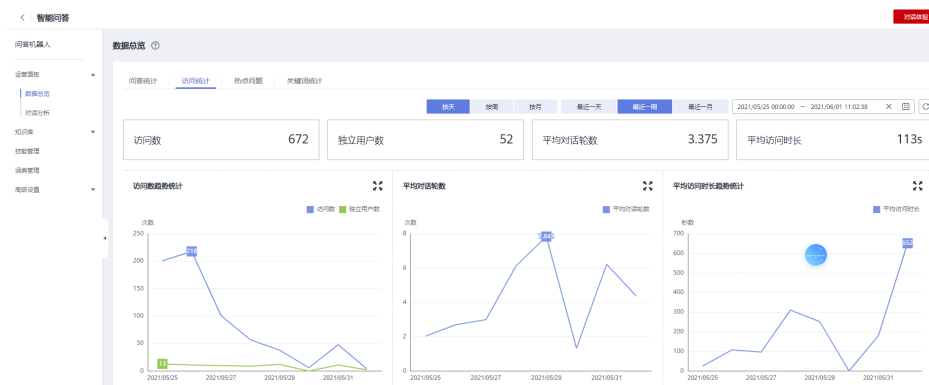 智能问答
对话体验
问答机器人
数据总览
运营面板
数据总览
对话分析
知识库
技能管理
词典管理
高级设置
问答统计 访问统计 热点问题 关键词统计
按天 按周 按月 最近一天 最近一周 最近一月 2021/05/25 00:00:00 − 2021/06/01 11:02:38
访问数 672 独立用户数 52 平均对话轮数 3.375 平均访问时长 113s
访问数趋势统计
访问数 独立用户数
次数
250
200
150
100
50
0
218
13
2021/05/25 2021/05/27 2021/05/29 2021/05/31
平均对话轮数
平均对话轮数
次数
8
6
4
2
0
2021/05/25 2021/05/27 2021/05/29 2021/05/31
平均访问时长趋势统计
平均访问时长
秒数
700
600
500
400
300
200
100
0
653
2021/05/25 2021/05/27 2021/05/29 2021/05/31